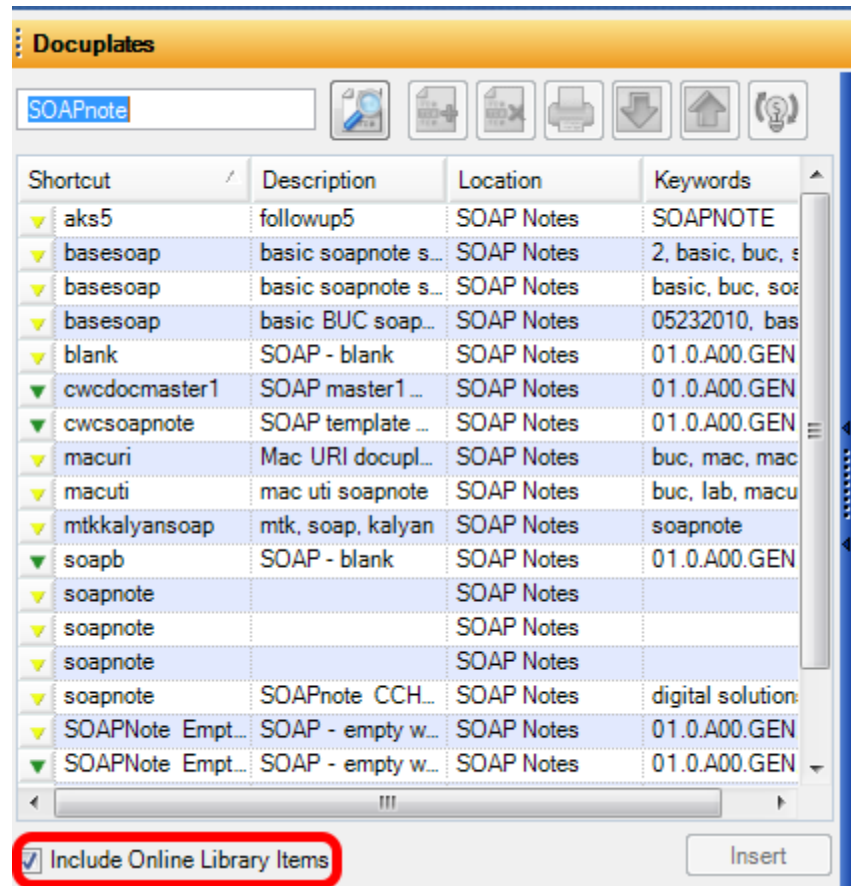 Docuplates
SOAPnote
Shortcut Description Location Keywords
aks5 followup5 SOAP Notes SOAPNOTE
basesoap basic soapnote s... SOAP Notes 2, basic, buc, s
basesoap basic soapnote s... SOAP Notes basic, buc, soa
basesoap basic BUC soap... SOAP Notes 05232010, bas
blank SOAP - blank SOAP Notes 01.0.A00.GEN
cwcdocmaster1 SOAP master1 ... SOAP Notes 01.0.A00.GEN
cwcsoapnote SOAP template ... SOAP Notes 01.0.A00.GEN
macuri Mac URI docupl... SOAP Notes buc, mac, mac
macuti mac uti soapnote SOAP Notes buc, lab, macu
mtkkalyansoap mtk, soap, kalyan SOAP Notes soapnote
soapb SOAP - blank SOAP Notes 01.0.A00.GEN
soapnote SOAP Notes
soapnote SOAP Notes
soapnote SOAP Notes
soapnote SOAPnote CCH... SOAP Notes digital solution
SOAPNote Empt... SOAP - empty w... SOAP Notes 01.0.A00.GEN
SOAPNote Empt... SOAP - empty w... SOAP Notes 01.0.A00.GEN
Include Online Library Items Insert